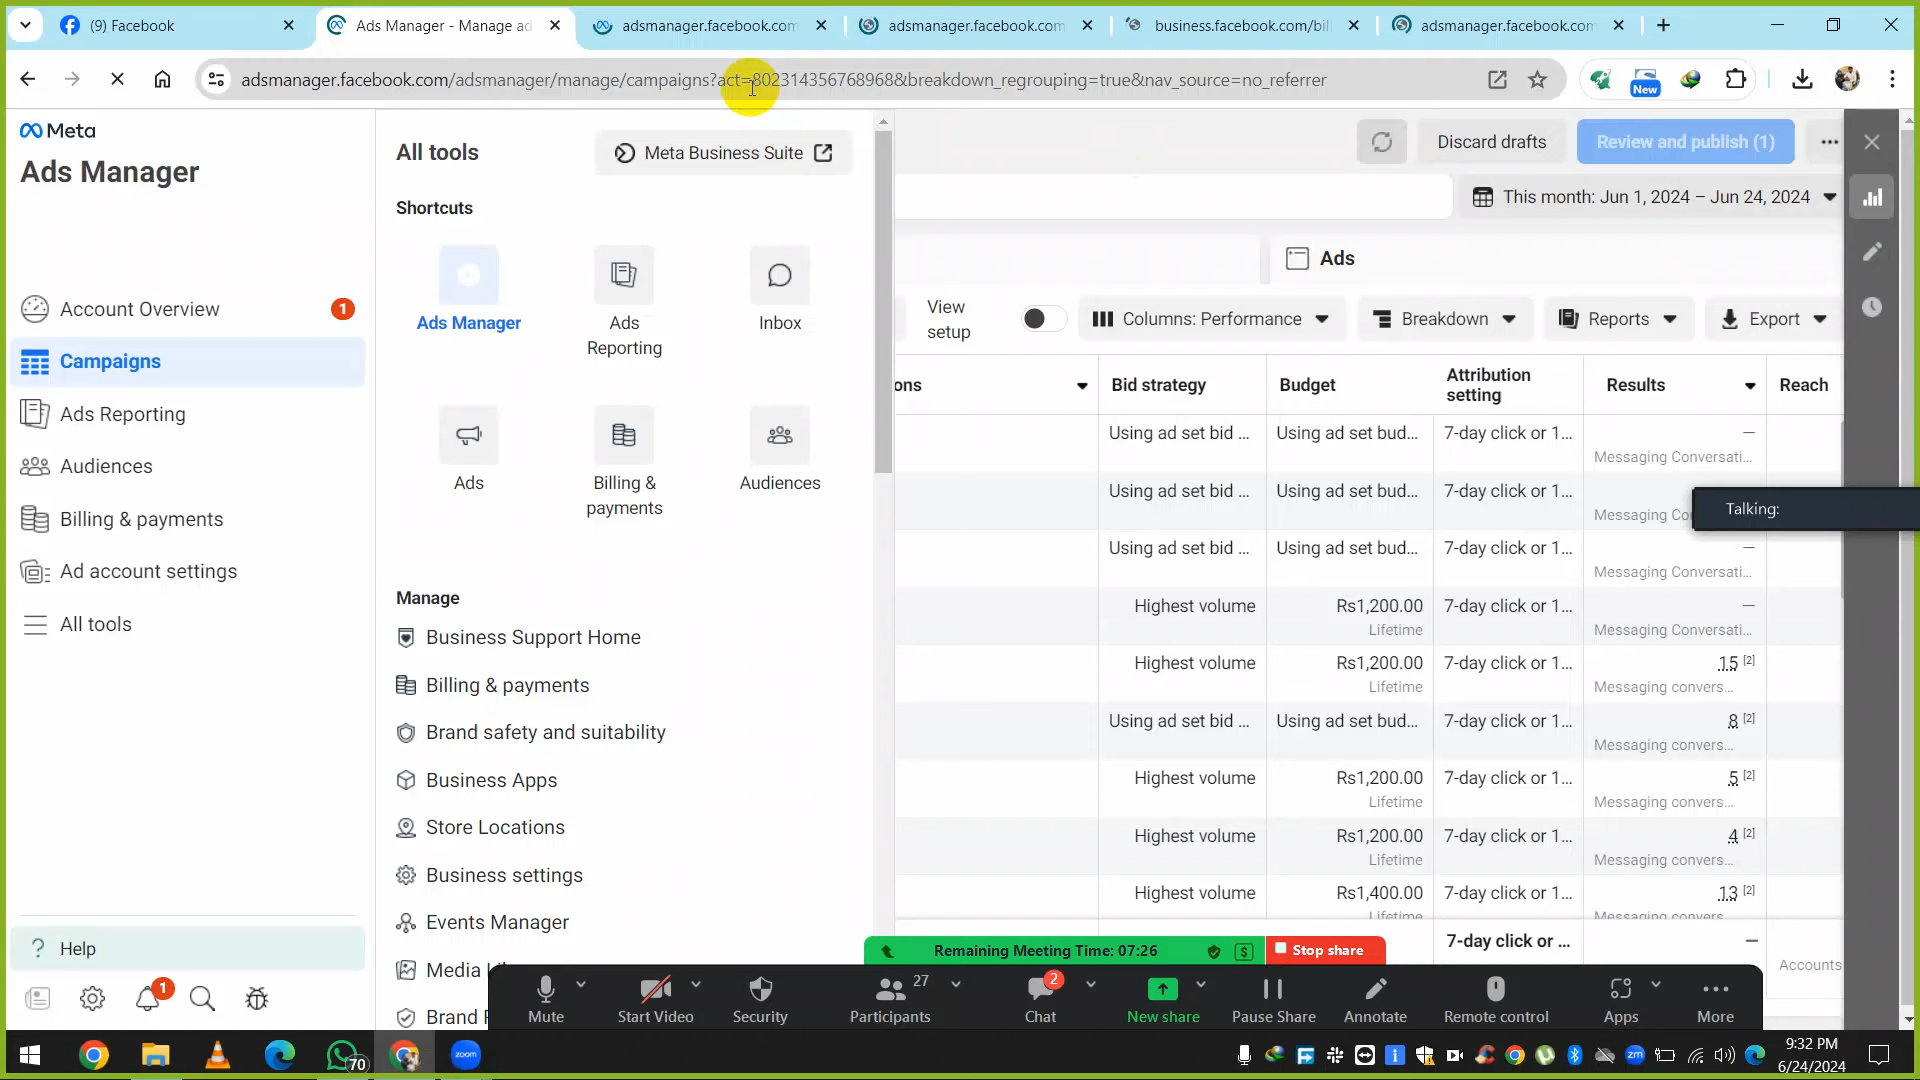 (9) Facebook
Ads Manager - Manage ad
adsmanager.facebook.com
adsmanager.facebook.com
business.facebook.com/bill
adsmanager.facebook.com
adsmanager.facebook.com/adsmanager/manage/campaigns?act=802314356768968&breakdown_regrouping=true&nav_source=no_referrer
New
Meta
Ads Manager
Account Overview
1
Campaigns
Ads Reporting
Audiences
Billing & payments
Ad account settings
All tools
Help
1
All tools
Meta Business Suite
Shortcuts
Ads Manager
Ads Reporting
Inbox
Ads
Billing & payments
Audiences
Manage
Business Support Home
Billing & payments
Brand safety and suitability
Business Apps
Store Locations
Business settings
Events Manager
Media
Brand
Discard drafts
Review and publish (1)
This month: Jun 1, 2024 – Jun 24, 2024
Ads
View setup
Columns: Performance
Breakdown
Reports
Export
ons
Bid strategy
Budget
Attribution setting
Results
Reach
Using ad set bid ...
Using ad set bud...
7-day click or 1...
—
Messaging Conversati...
Using ad set bid ...
Using ad set bud...
7-day click or 1...
Messaging Co
Talking:
Using ad set bid ...
Using ad set bud...
7-day click or 1...
—
Messaging Conversati...
Highest volume
Rs1,200.00
Lifetime
7-day click or 1...
—
Messaging Conversati...
Highest volume
Rs1,200.00
Lifetime
7-day click or 1...
15 [2]
Messaging convers...
Using ad set bid ...
Using ad set bud...
7-day click or 1...
8 [2]
Messaging convers...
Highest volume
Rs1,200.00
Lifetime
7-day click or 1...
5 [2]
Messaging convers...
Highest volume
Rs1,200.00
Lifetime
7-day click or 1...
4 [2]
Messaging convers...
Highest volume
Rs1,400.00
Lifetime
7-day click or 1...
13 [2]
Messaging convers
7-day click or ...
—
Accounts
Remaining Meeting Time: 07:26
Stop share
Mute
Start Video
Security
Participants
27
Chat
2
New share
Pause Share
Annotate
Remote control
Apps
More
70
zoom
zm
9:32 PM
6/24/2024